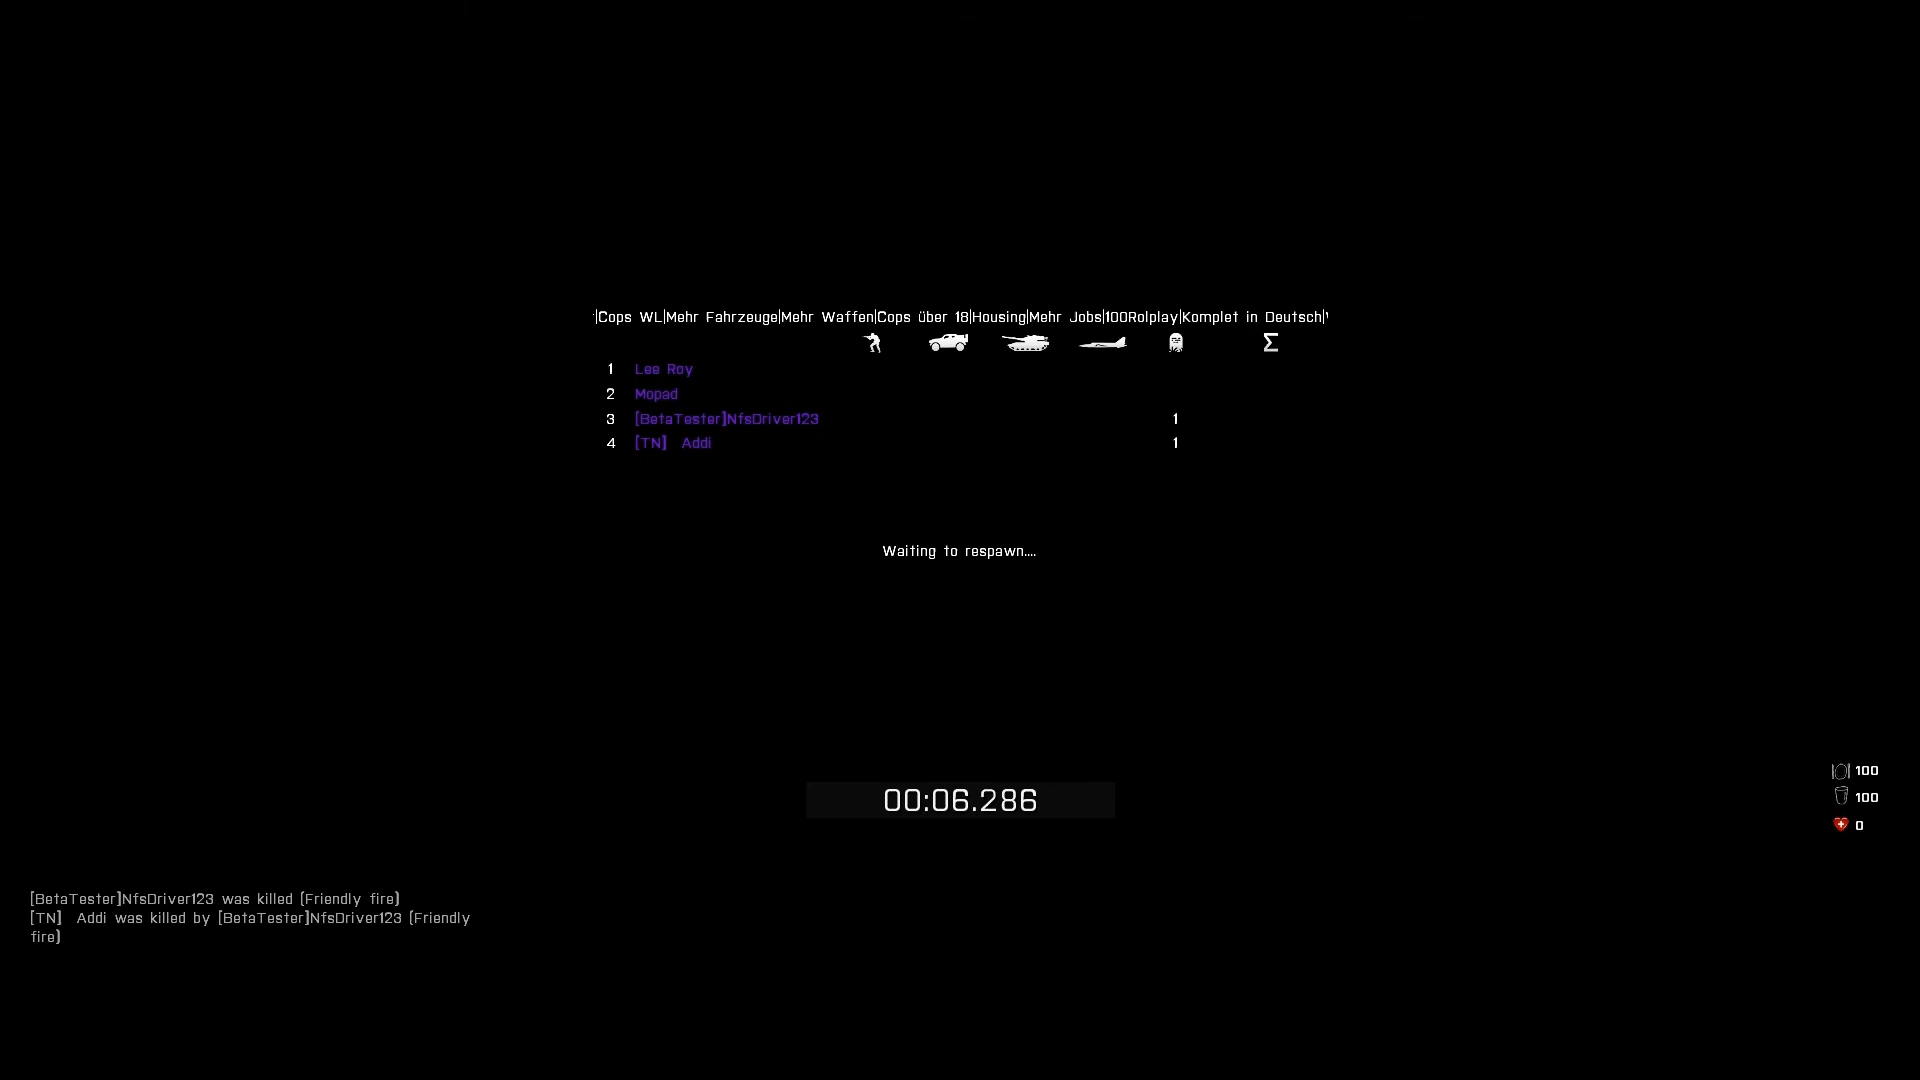 |Cops WL|Mehr Fahrzeuge|Mehr Waffen|Cops über 18|Housing|Mehr Jobs|100Rolplay|Komplet in Deutsch|
Σ
1 Lee Roy
2 Mopad
3 [BetaTester]NfsDriver123 1
4 [TN] Addi 1
Waiting to respawn....
100
00:06.286
100
0
[BetaTester]NfsDriver123 was killed (Friendly fire)
[TN] Addi was killed by [BetaTester]NfsDriver123 (Friendly
fire)